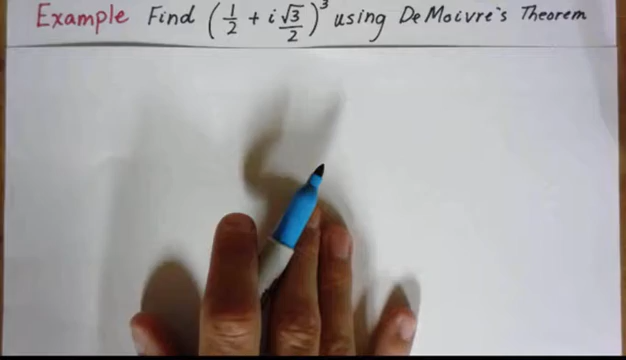 Example Find (1/2 + i √3/2)^3 using DeMoivre's Theorem